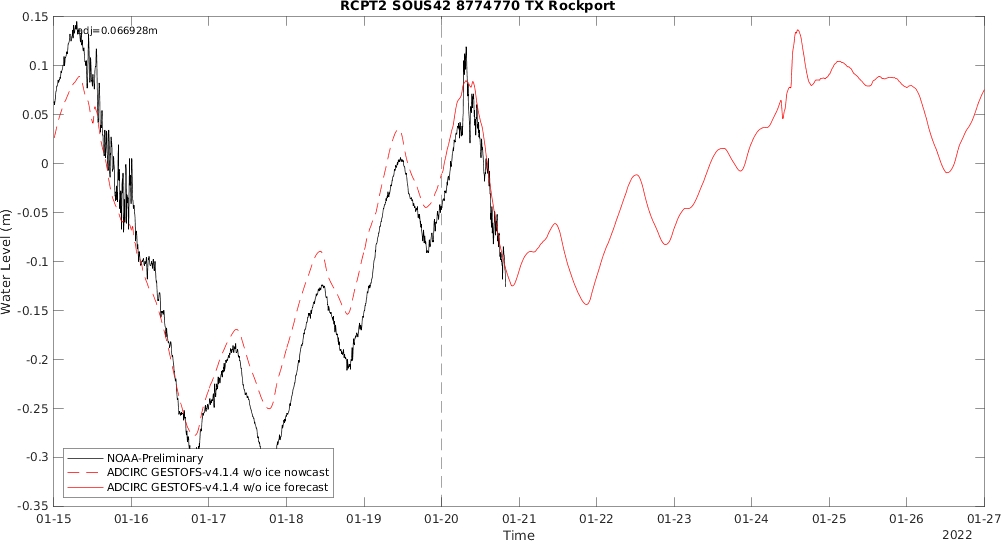 RCPT2 SOUS42 8774770 TX Rockport
adj=0.066928m
0.15
0.1
0.05
0
-0.05
-0.1
-0.15
-0.2
-0.25
-0.3
-0.35
Water Level (m)
NOAA-Preliminary
ADCIRC GESTOFS-v4.1.4 w/o ice nowcast
ADCIRC GESTOFS-v4.1.4 w/o ice forecast
01-15 01-16 01-17 01-18 01-19 01-20 01-21 01-22 01-23 01-24 01-25 01-26 01-27
Time
2022